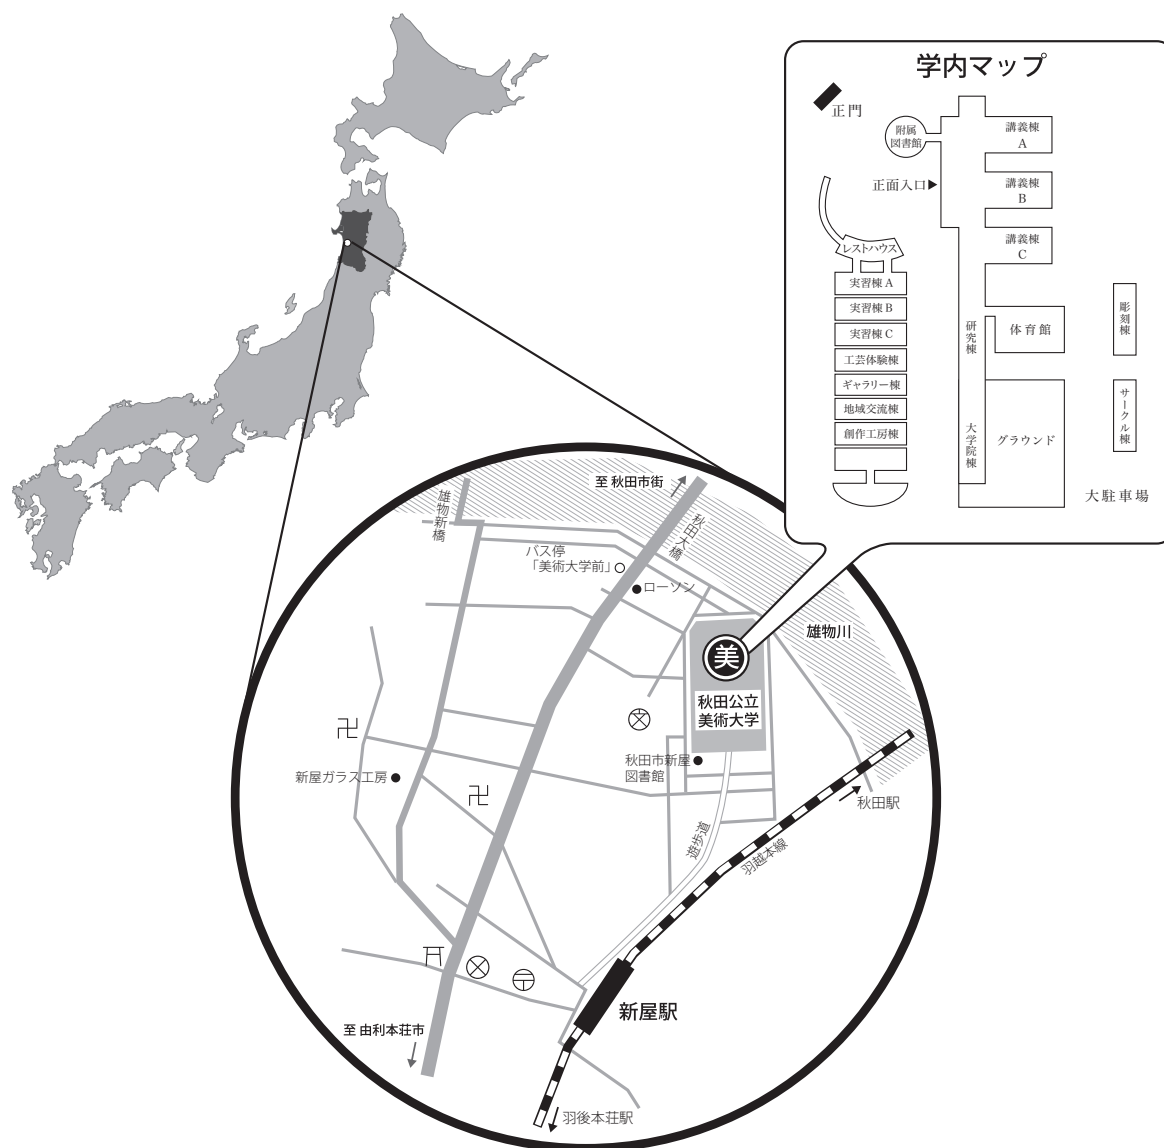 学内マップ
正門
附属
図書館
講義棟
A
正面入口▶
講義棟
B
講義棟
C
レストハウス
実習棟 A
実習棟 B
実習棟 C
工芸体験棟
ギャラリー棟
地域交流棟
創作工房棟
研究棟
体育館
彫刻棟
大学院棟
グラウンド
サークル棟
大駐車場
至 秋田市街
雄物新橋
秋田大橋
バス停
「美術大学前」
ローソン
雄物川
美
秋田公立
美術大学
秋田市新屋
図書館
新屋ガラス工房
秋田駅
遊歩道
羽越本線
新屋駅
至 由利本荘市
羽後本荘駅